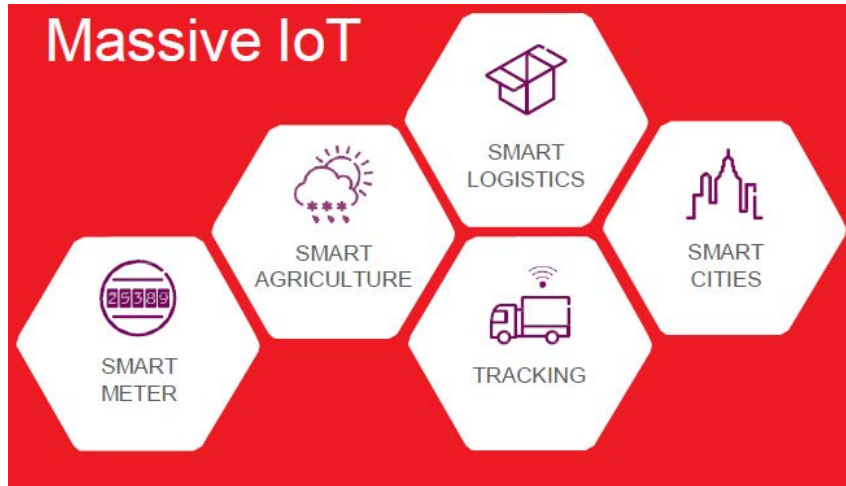 Massive IoT
SMART
LOGISTICS
SMART
AGRICULTURE
SMART
CITIES
25389
SMART
METER
TRACKING